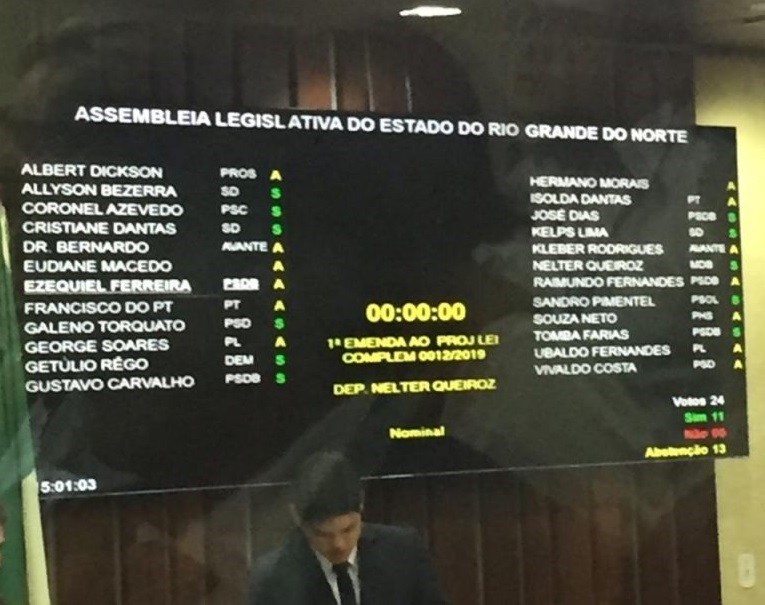 ASSEMBLEIA LEGISLATIVA DO ESTADO DO RIO GRANDE DO NORTE
ALBERT DICKSON PROS A
ALLYSON BEZERRA SD S
CORONEL AZEVEDO PSC S
CRISTIANE DANTAS SD S
DR. BERNARDO AVANTE A
EUDIANE MACEDO A
EZEQUIEL FERREIRA PSDB A
FRANCISCO DO PT PT A
GALENO TORQUATO PSD S
GEORGE SOARES PL A
GETÚLIO RÊGO DEM S
GUSTAVO CARVALHO PSDB S
00:00:00
1ª EMENDA AO PROJ LEI
COMPLEM 0012/2019
DEP. NELTER QUEIROZ
Nominal
HERMANO MORAIS A
ISOLDA DANTAS PT A
JOSÉ DIAS PSDB S
KELPS LIMA SD S
KLEBER RODRIGUES AVANTE A
NELTER QUEIROZ MDB S
RAIMUNDO FERNANDES PSDB A
SANDRO PIMENTEL PSOL S
SOUZA NETO PHS A
TOMBA FARIAS PSDB S
UBALDO FERNANDES PL A
VIVALDO COSTA PSD A
Votos 24
Sim 11
Não 00
Abstenção 13
5:01:03